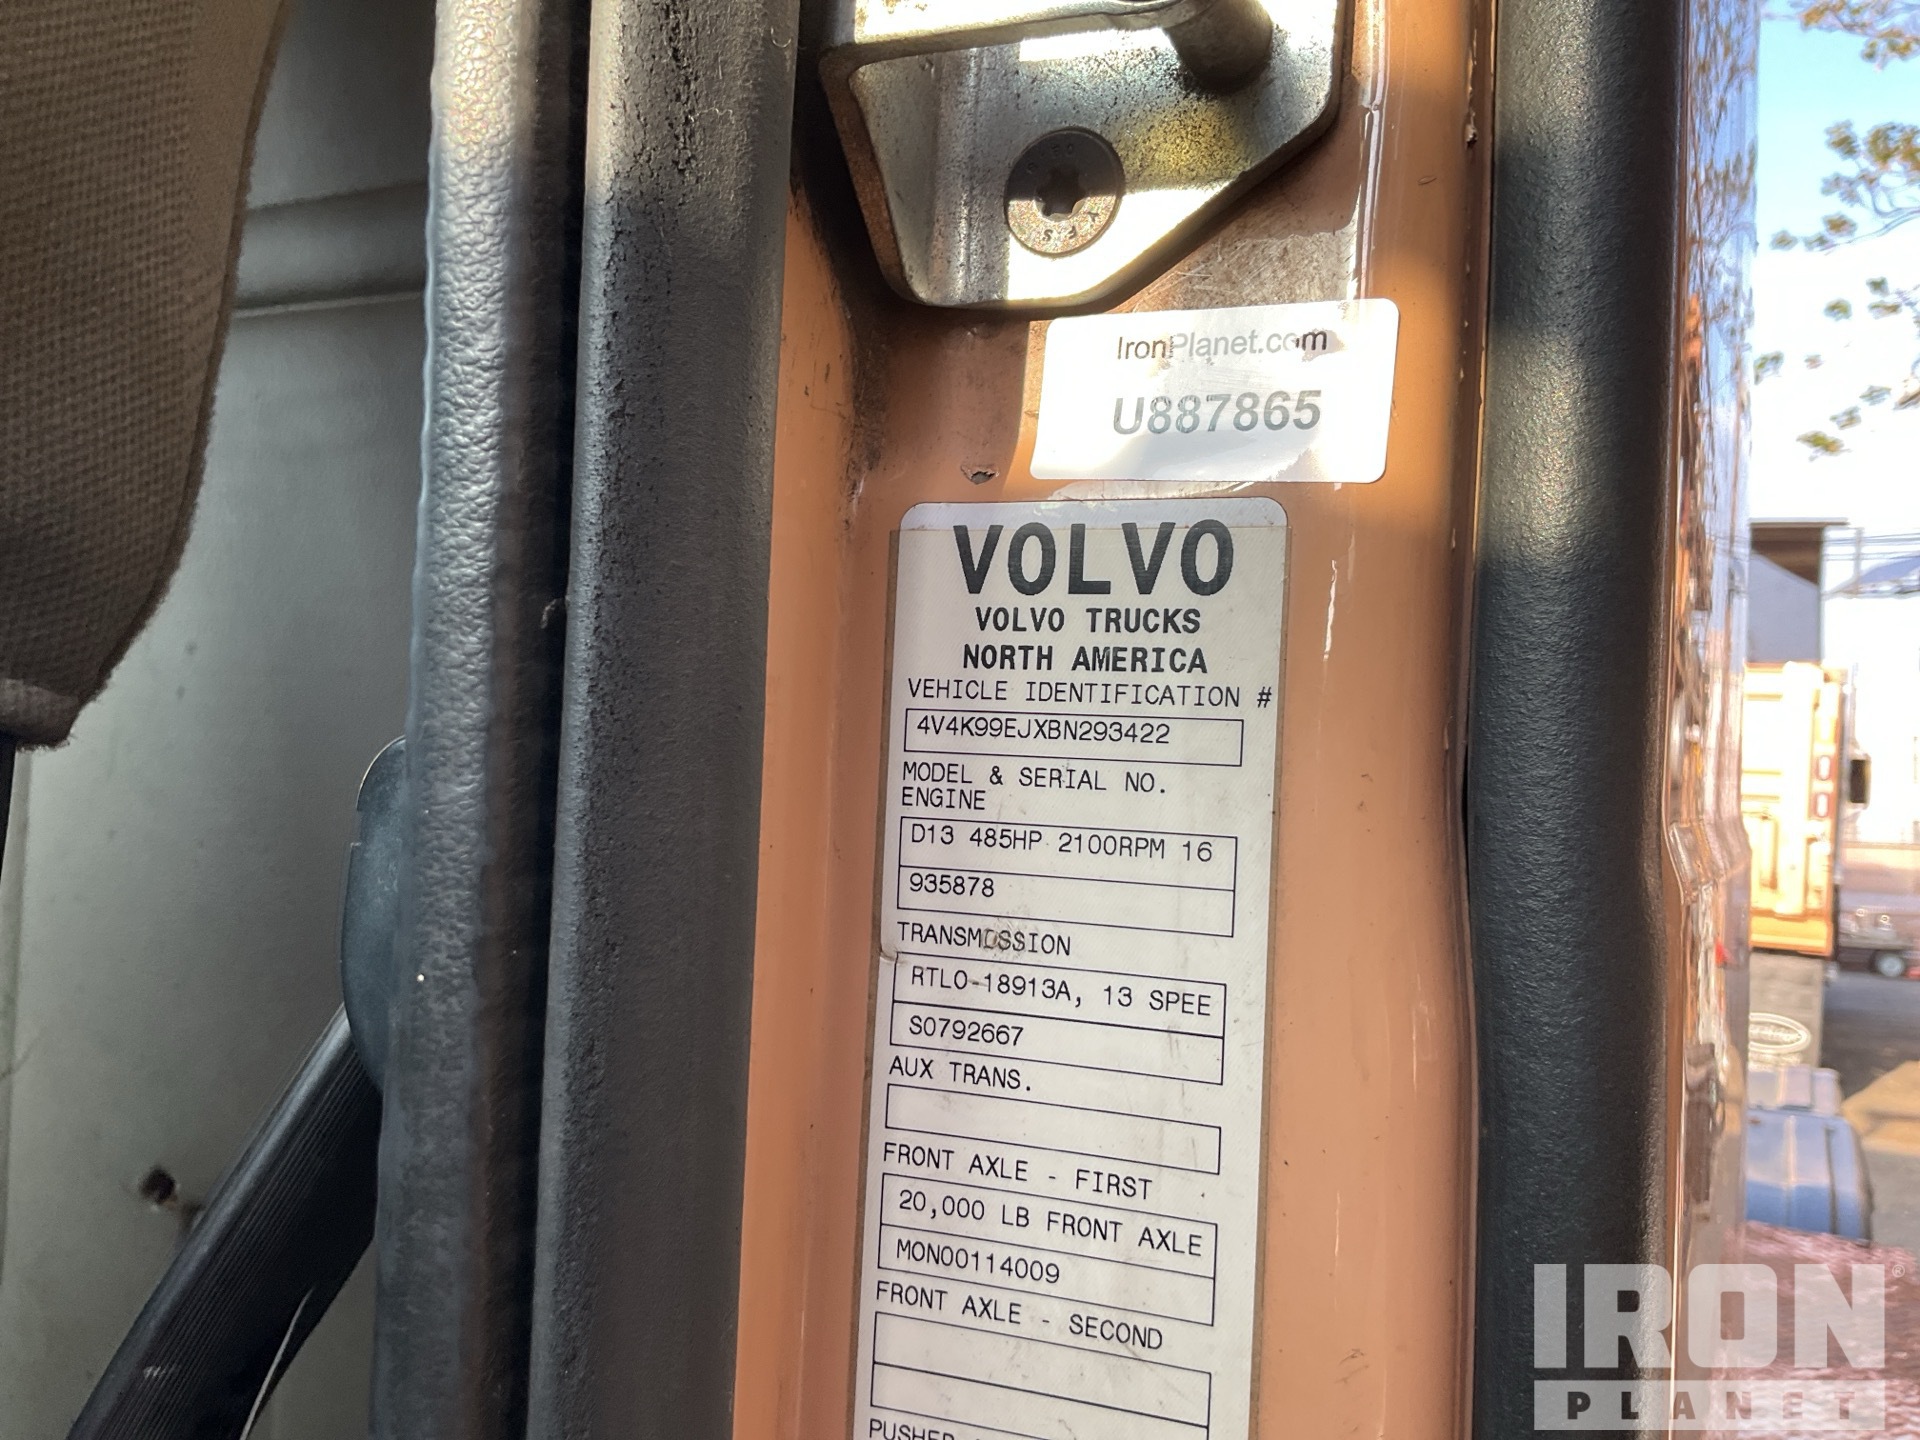 IronPlanet.com
U887865
VOLVO
VOLVO TRUCKS
NORTH AMERICA
VEHICLE IDENTIFICATION #
4V4K99EJXBN293422
MODEL & SERIAL NO.
ENGINE
D13 485HP 2100RPM 16
935878
TRANSMISSION
RTLO-18913A, 13 SPEE
S0792667
AUX TRANS.
FRONT AXLE - FIRST
20,000 LB FRONT AXLE
MON00114009
FRONT AXLE - SECOND
PUSHER
IRON®
PLANET